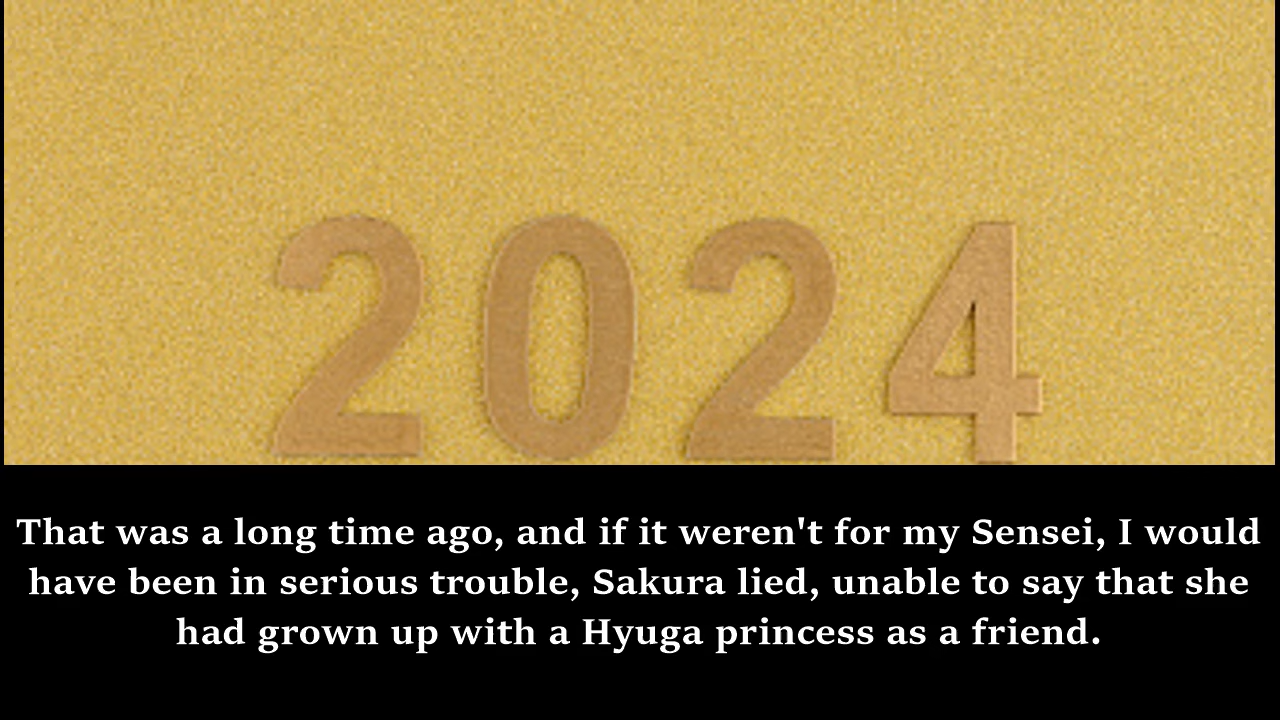 2024
That was a long time ago, and if it weren't for my Sensei, I would
have been in serious trouble, Sakura lied, unable to say that she
had grown up with a Hyuga princess as a friend.